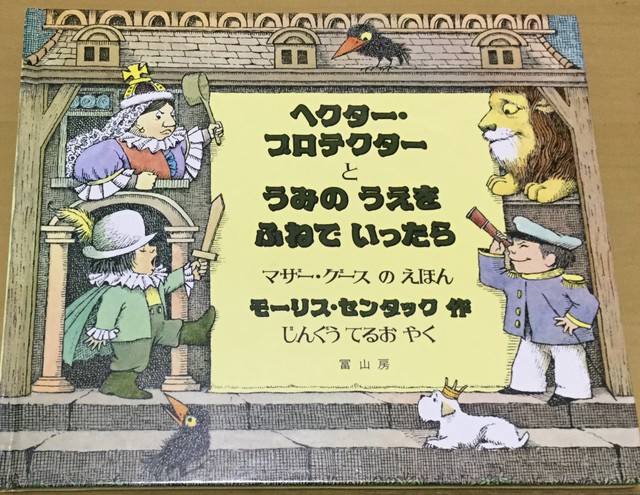 ヘクター・
プロテクター
と
うみの うえを
ふねで いったら
マザー・グース の えほん
モーリス・センダック 作
じんぐう てるお やく
冨山房